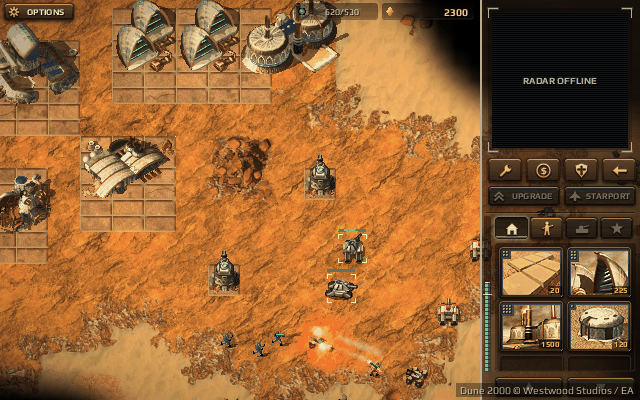 OPTIONS
620/530
2300
RADAR OFFLINE
UPGRADE
STARPORT
20
225
1500
120
Dune 2000 © Westwood Studios / EA